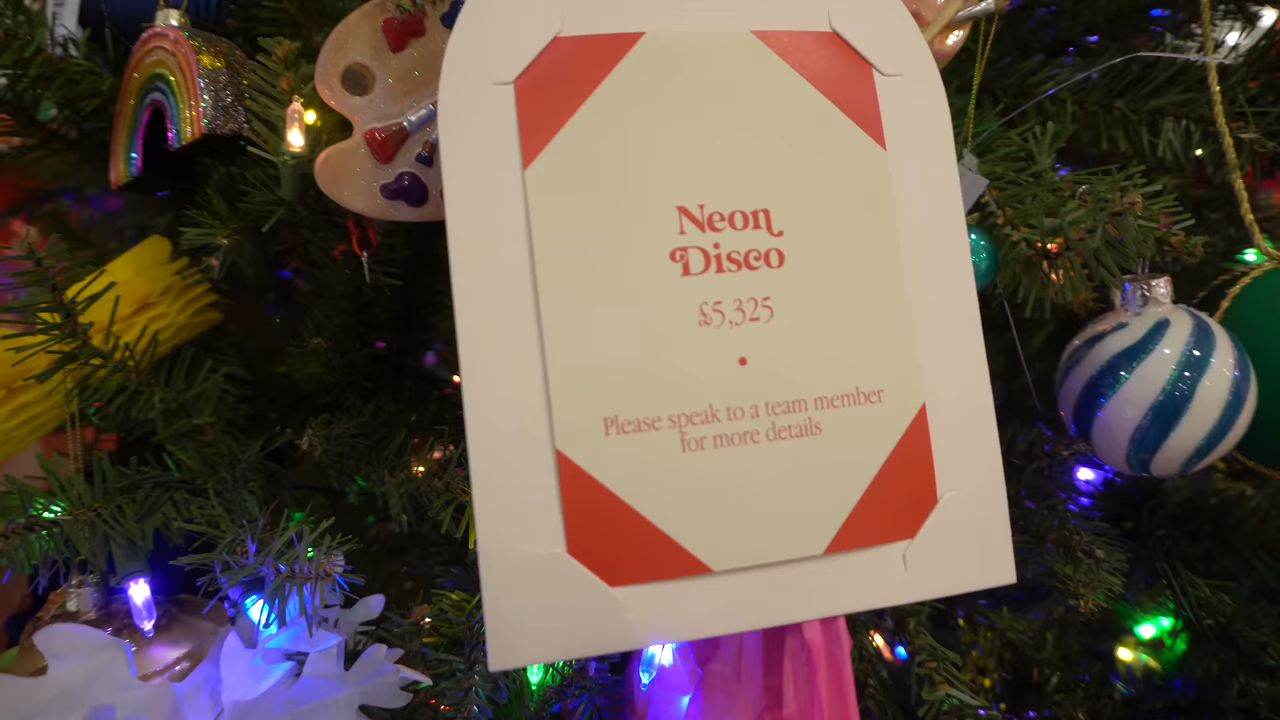 Neon
Disco
£5,325
•
Please speak to a team member
for more details